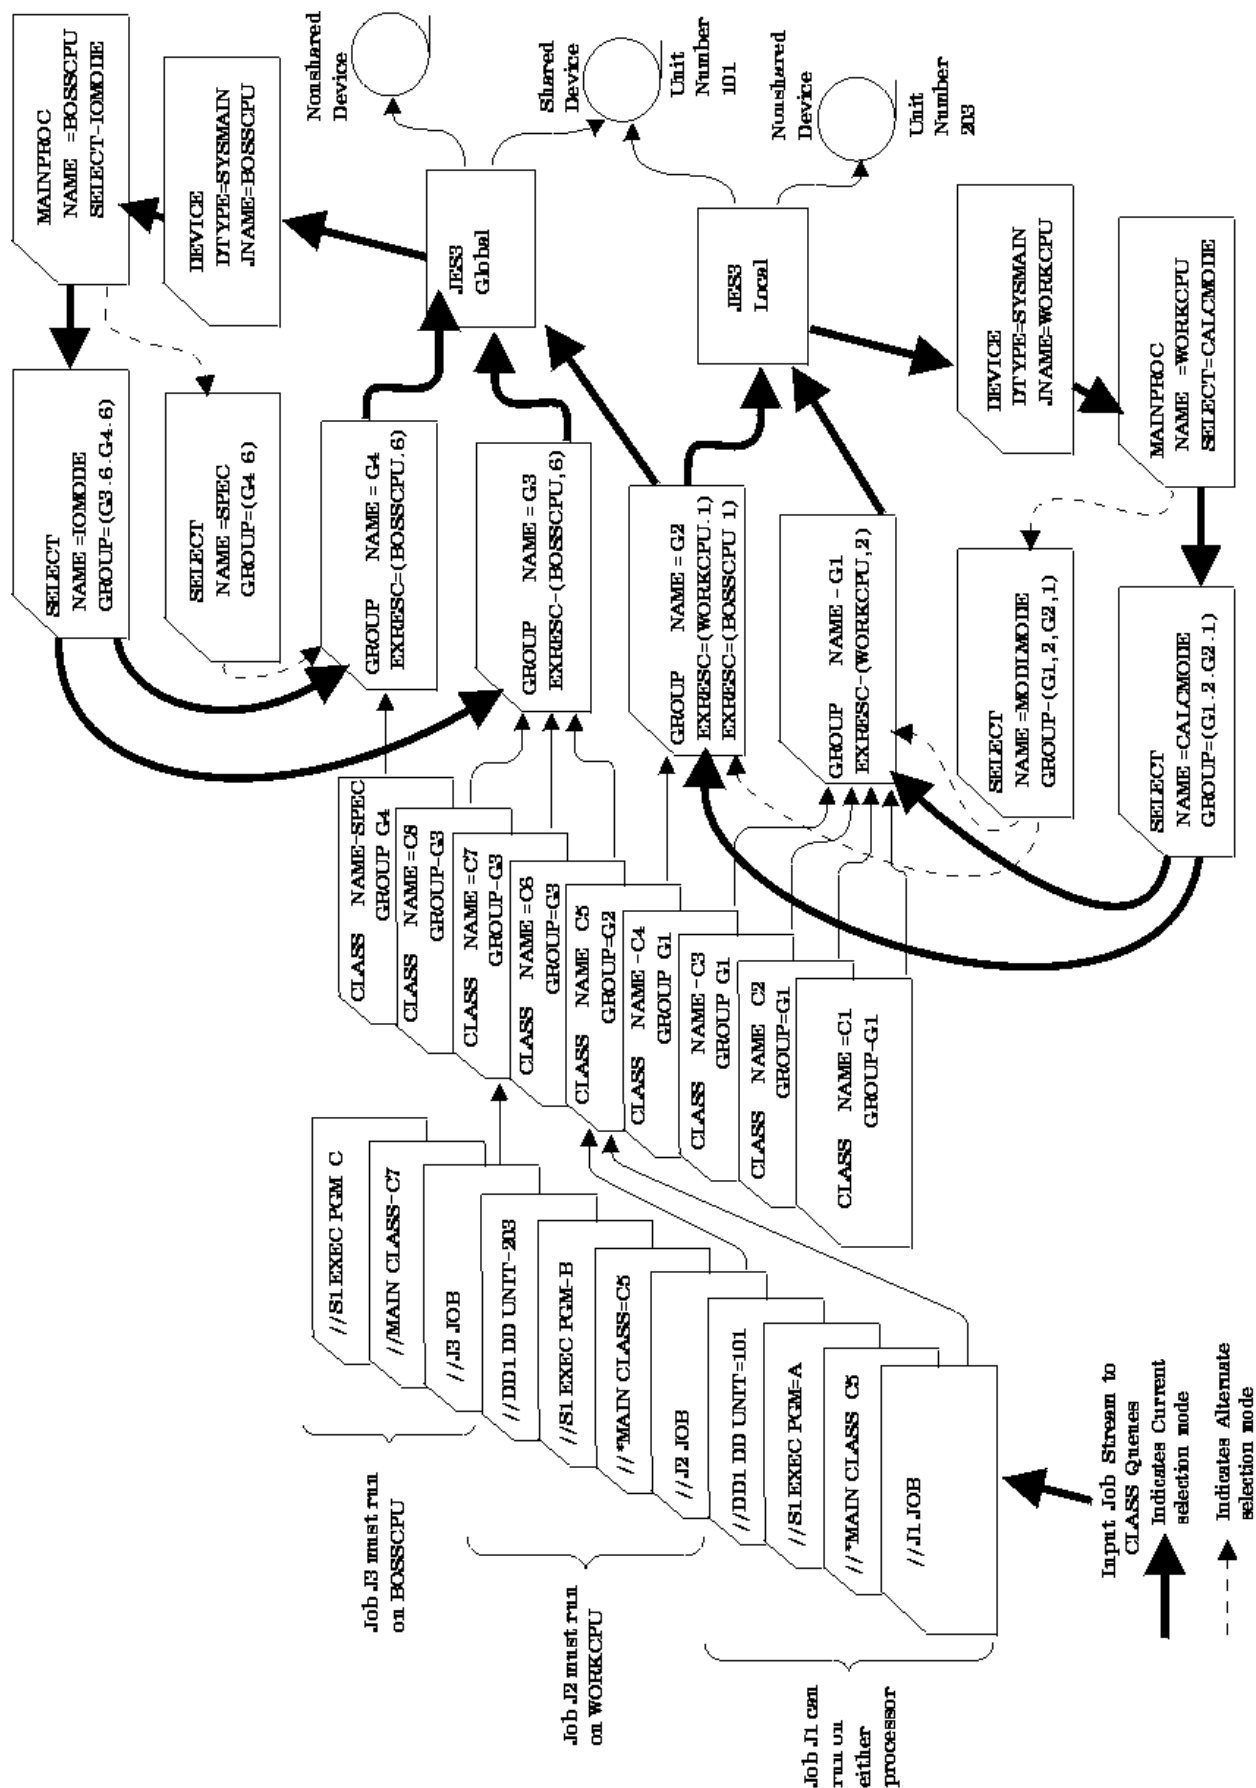 Job J3 must run
on BOSSCPU
Job J2 must run
on WORKCPU
Job J1 can
run on
either
processor
//S1 EXEC PGM C
//MAIN CLASS-C7
//J3 JOB
//DD1 DD UNIT-203
//S1 EXEC PGM-B
//*MAIN CLASS=C5
//J2 JOB
//DD1 DD UNIT=101
//S1 EXEC PGM=A
//*MAIN CLASS C5
//J1 JOB
Input Job Stream to
CLASS Queues
Indicates Current
selection mode
Indicates Alternate
selection mode
CLASS NAME-SPEC
GROUP G4
CLASS NAME=C8
GROUP-G3
CLASS NAME=C7
GROUP-G3
CLASS NAME=C6
GROUP=G3
CLASS NAME C5
GROUP=G2
CLASS NAME-C4
GROUP G1
CLASS NAME-C3
GROUP G1
CLASS NAME C2
GROUP=G1
CLASS NAME=C1
GROUP-G1
SELECT
NAME=IOMODE
GROUP=(G3.6.G4.6)
SELECT
NAME=SPEC
GROUP=(G4 6)
GROUP NAME=G4
EXRESC=(BOSSCPU.6)
GROUP NAME=G3
EXRESC-(BOSSCPU,6)
GROUP NAME=G2
EXRESC=(WORKCPU.1)
EXRESC=(BOSSCPU 1)
GROUP NAME-G1
EXRESC-(WORKCPU,2)
SELECT
NAME=MODIMODE
GROUP-(G1,2,G2,1)
SELECT
NAME=CALCMODE
GROUP=(G1.2.G2.1)
MAINPROC
NAME =BOSSCPU
SELECT-IOMODE
DEVICE
DTYPE=SYSMAIN
JNAME=BOSSCPU
JES3
Global
JES3
Local
DEVICE
DTYPE=SYSMAIN
JNAME=WORKCPU
MAINPROC
NAME =WORKCPU
SELECT=CALCMODE
Nonshared
Device
Shared
Device
Unit
Number
101
Nonshared
Device
Unit
Number
203